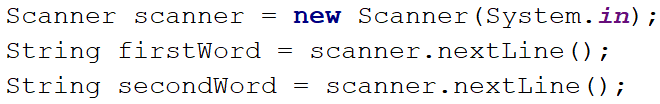 Scanner scanner = new Scanner(System.in);
String firstWord = scanner.nextLine();
String secondWord = scanner.nextLine();